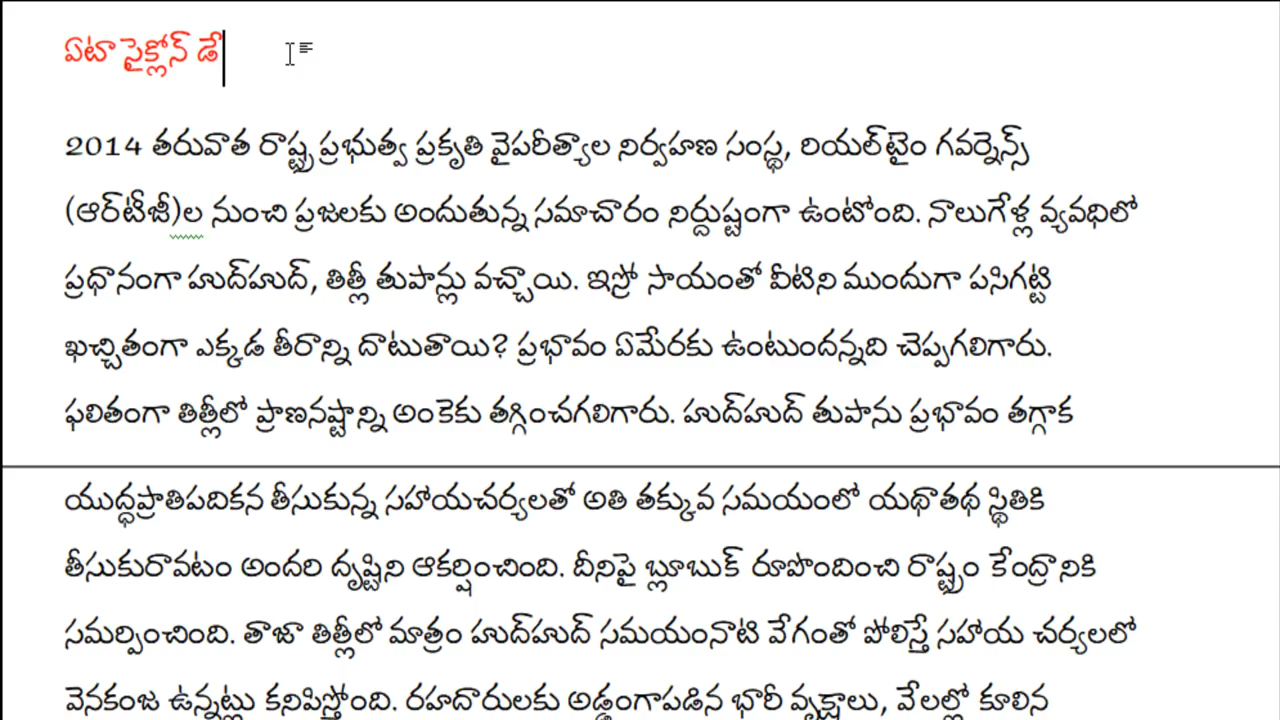 ఏటా సైక్లోన్ డే
2014 తరువాత రాష్ట్ర ప్రభుత్వ ప్రకృతి వైపరీత్యాల నిర్వహణ సంస్థ, రియల్‌టైం గవర్నెన్స్
(ఆర్‌టీజీ)ల నుంచి ప్రజలకు అందుతున్న సమాచారం నిర్దుష్టంగా ఉంటోంది. నాలుగేళ్ల వ్యవధిలో
ప్రధానంగా హుద్‌హుద్, తిత్లీ తుపాన్లు వచ్చాయి. ఇస్రో సాయంతో వీటిని ముందుగా పసిగట్టి
ఖచ్చితంగా ఎక్కడ తీరాన్ని దాటుతాయి? ప్రభావం ఏమేరకు ఉంటుందన్నది చెప్పగలిగారు.
ఫలితంగా తిత్లీలో ప్రాణనష్టాన్ని అంకెకు తగ్గించగలిగారు. హుద్‌హుద్ తుపాను ప్రభావం తగ్గాక
యుద్ధప్రాతిపదికన తీసుకున్న సహాయచర్యలతో అతి తక్కువ సమయంలో యథాతథ స్థితికి
తీసుకురావటం అందరి దృష్టిని ఆకర్షించింది. దీనిపై బ్లూబుక్ రూపొందించి రాష్ట్రం కేంద్రానికి
సమర్పించింది. తాజా తిత్లీలో మాత్రం హుద్‌హుద్ సమయంనాటి వేగంతో పోలిస్తే సహాయ చర్యలలో
వెనకంజ ఉన్నట్లు కనిపిస్తోంది. రహదారులకు అడ్డంగాపడిన భారీ వృక్షాలు, వేలల్లో కూలిన